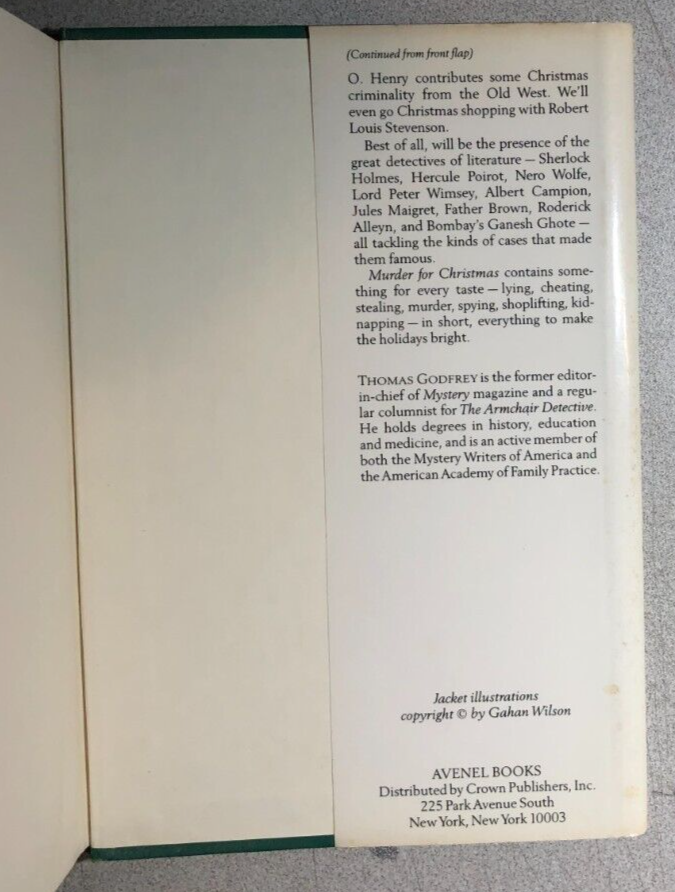 (Continued from front flap)
O. Henry contributes some Christmas
criminality from the Old West. We'll
even go Christmas shopping with Robert
Louis Stevenson.
Best of all, will be the presence of the
great detectives of literature — Sherlock
Holmes, Hercule Poirot, Nero Wolfe,
Lord Peter Wimsey, Albert Campion,
Jules Maigret, Father Brown, Roderick
Alleyn, and Bombay's Ganesh Ghote —
all tackling the kinds of cases that made
them famous.
Murder for Christmas contains some-
thing for every taste — lying, cheating,
stealing, murder, spying, shoplifting, kid-
napping — in short, everything to make
the holidays bright.
THOMAS GODFREY is the former editor-
in-chief of Mystery magazine and a regu-
lar columnist for The Armchair Detective.
He holds degrees in history, education
and medicine, and is an active member of
both the Mystery Writers of America and
the American Academy of Family Practice.
Jacket illustrations
copyright © by Gahan Wilson
AVENEL BOOKS
Distributed by Crown Publishers, Inc.
225 Park Avenue South
New York, New York 10003